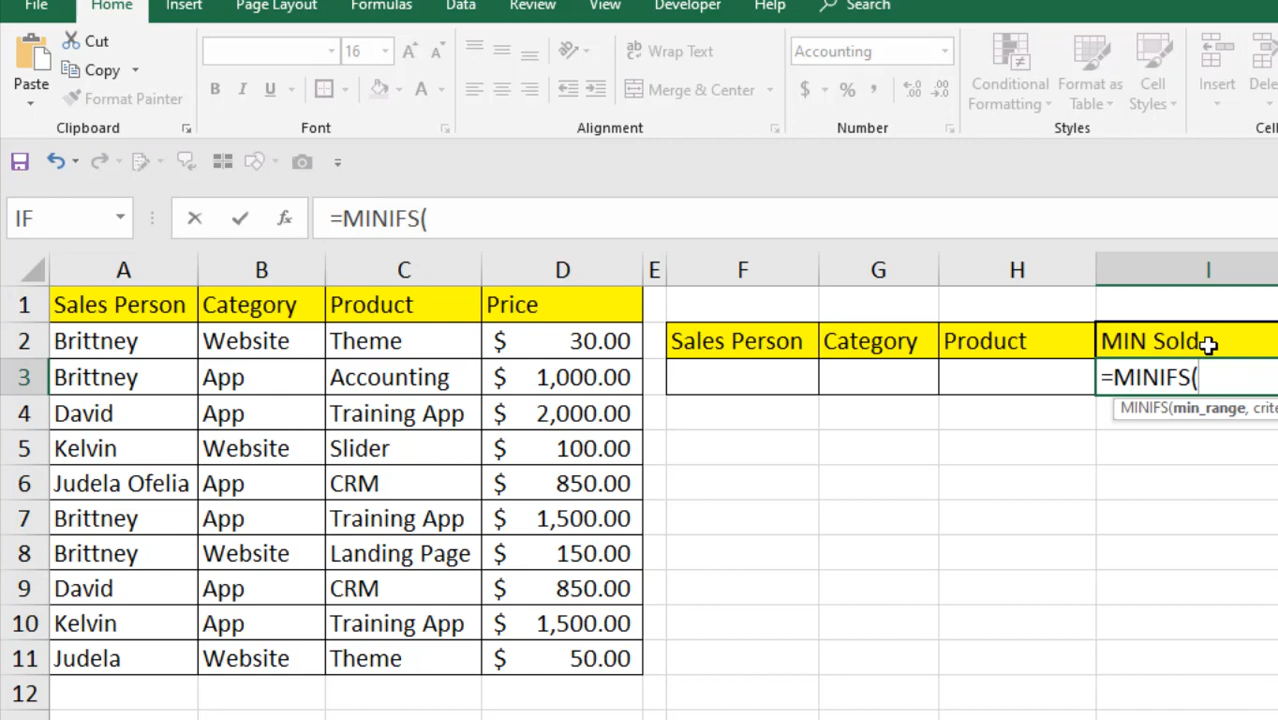 File Home Insert Page Layout Formulas Data Review View Developer Help Search
Paste
Cut
Copy
Format Painter
Clipboard
16 A A
B I U A
Font
ab Wrap Text
Merge & Center
Alignment
Accounting
$ % ,
Number
Conditional Formatting
Format as Table
Cell Styles
Styles
Insert
Dele
Cel
IF fx =MINIFS(
A B C D E F G H I
1 Sales Person Category Product Price
2 Brittney Website Theme $ 30.00 Sales Person Category Product MIN Sold
3 Brittney App Accounting $ 1,000.00 =MINIFS(
MINIFS(min_range, crite
4 David App Training App $ 2,000.00
5 Kelvin Website Slider $ 100.00
6 Judela Ofelia App CRM $ 850.00
7 Brittney App Training App $ 1,500.00
8 Brittney Website Landing Page $ 150.00
9 David App CRM $ 850.00
10 Kelvin App Training App $ 1,500.00
11 Judela Website Theme $ 50.00
12